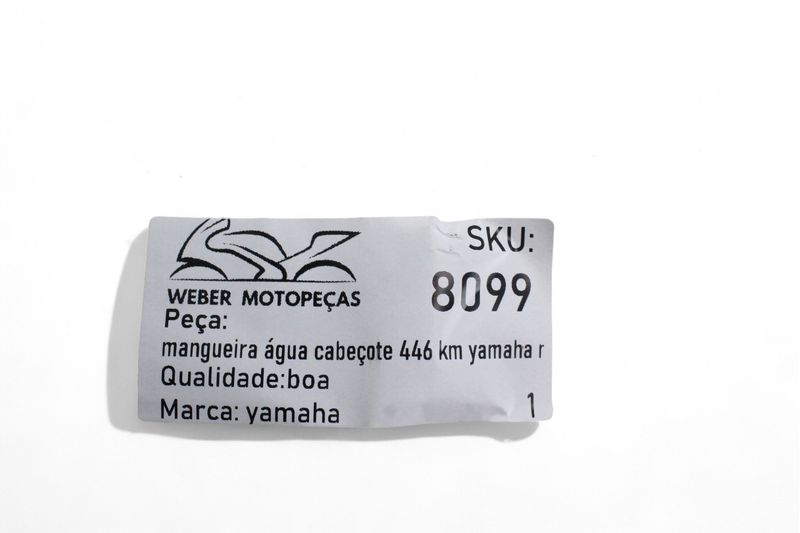 WEBER MOTOPEÇAS
SKU:
8099
Peça:
mangueira água cabeçote 446 km yamaha r
Qualidade:boa
Marca: yamaha
1